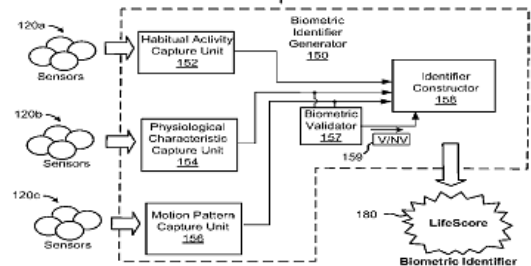 120a
Sensors
Habitual Activity
Capture Unit
152
Biometric
Identifier
Generator
150
Identifier
Constructor
158
120b
Sensors
Physiological
Characteristic
Capture Unit
154
Biometric
Validator
157
V/NV
159
120c
Sensors
Motion Pattern
Capture Unit
156
180
LifeScore
Biometric Identifier